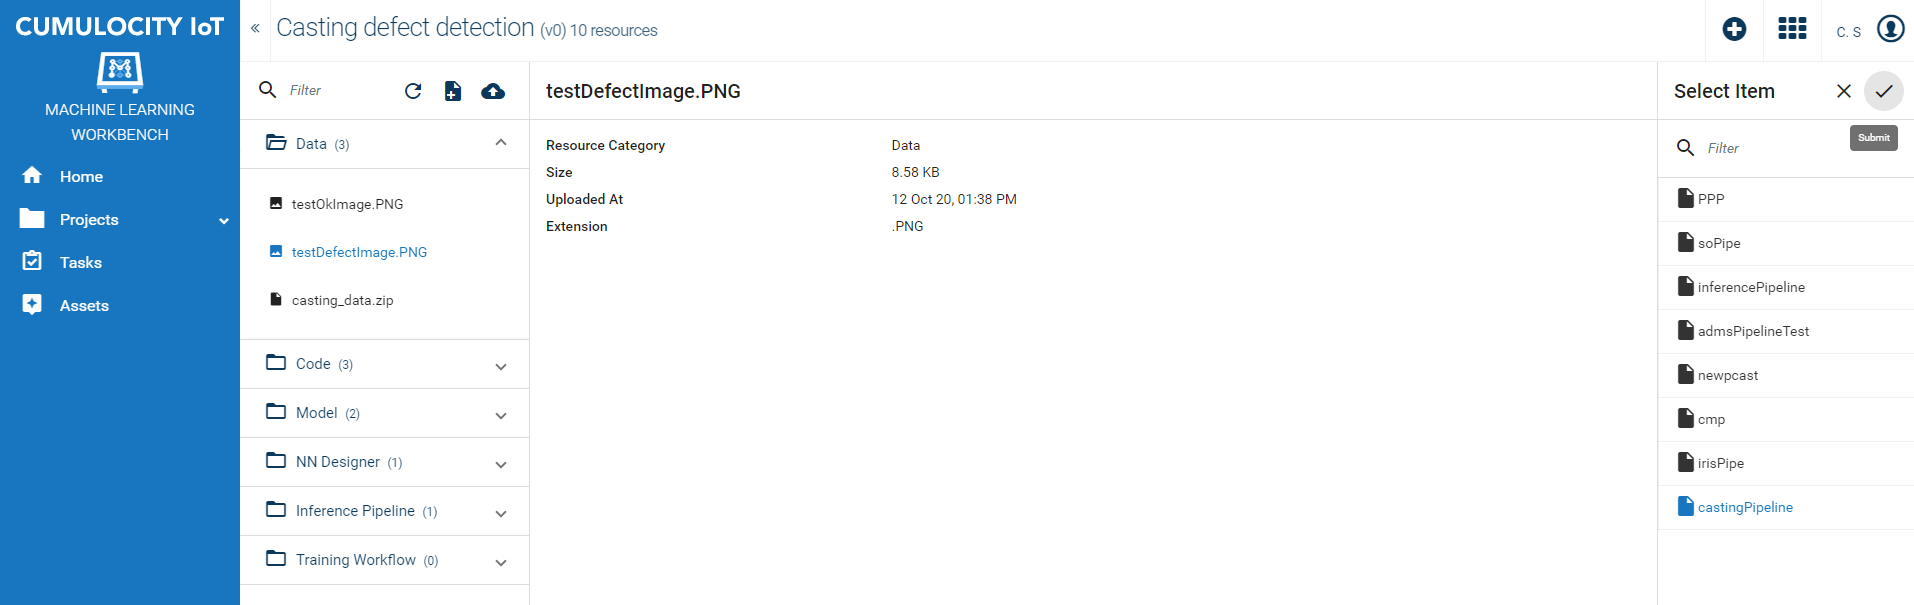 CUMULOCITY IoT
MACHINE LEARNING
WORKBENCH
Home
Projects
Tasks
Assets
« Casting defect detection (v0) 10 resources
C. S
Filter
Data (3)
testOkImage.PNG
testDefectImage.PNG
casting_data.zip
Code (3)
Model (2)
NN Designer (1)
Inference Pipeline (1)
Training Workflow (0)
testDefectImage.PNG
Resource Category Data
Size 8.58 KB
Uploaded At 12 Oct 20, 01:38 PM
Extension .PNG
Select Item
Submit
Filter
PPP
soPipe
inferencePipeline
admsPipelineTest
newpcast
cmp
irisPipe
castingPipeline